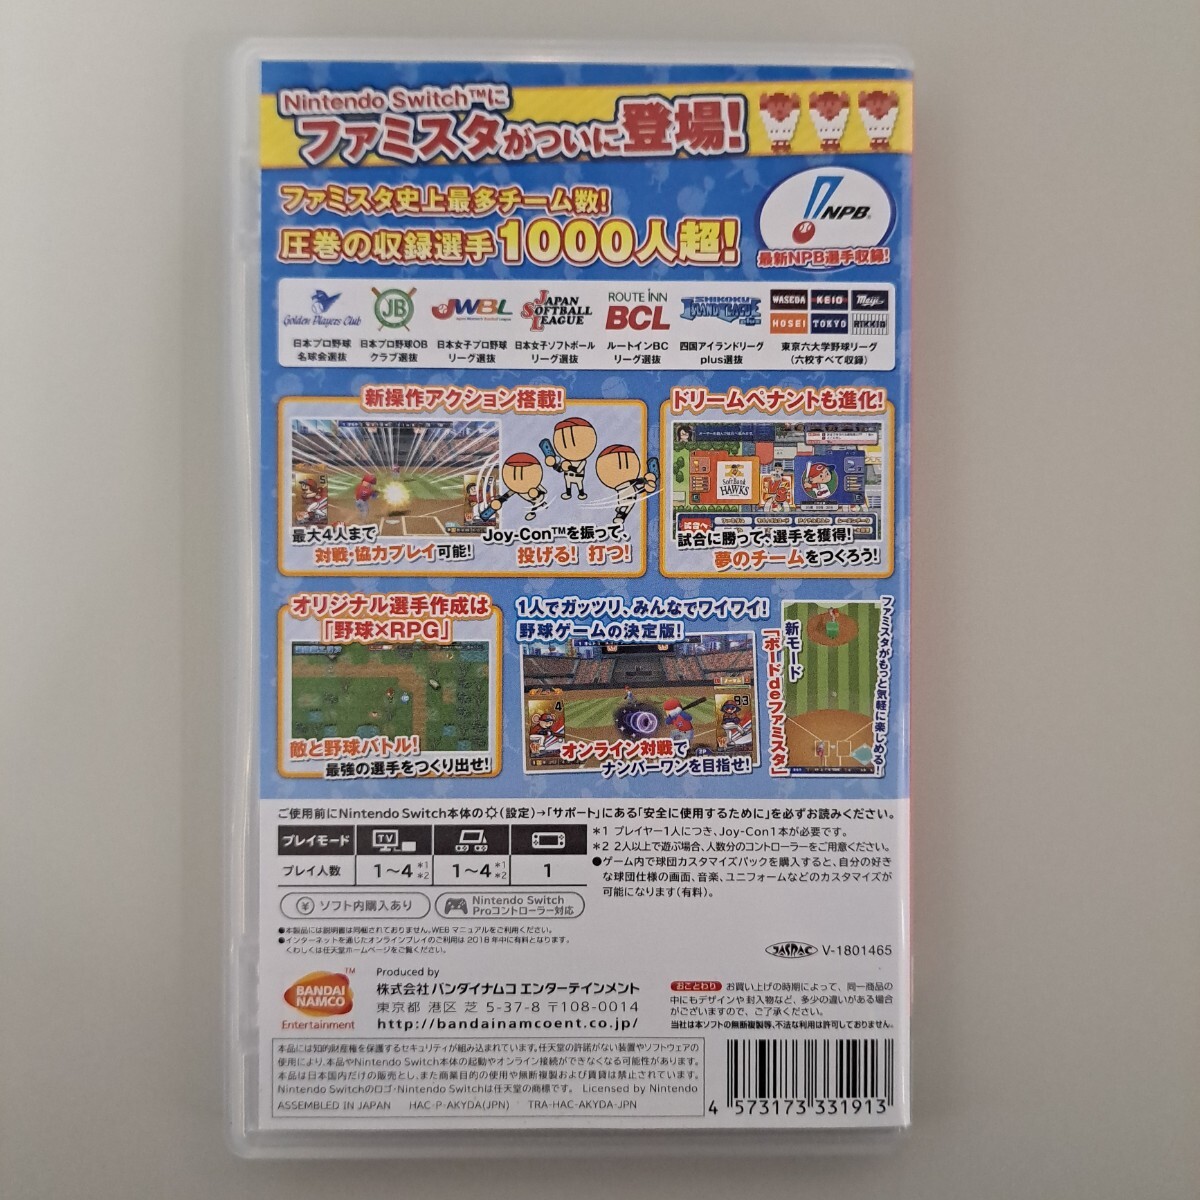 Nintendo Switch™に
ファミスタがついに登場!
ファミスタ史上最多チーム数!
圧巻の収録選手1000人超!
NPB
最新NPB選手収録!
Golden Players Club
日本プロ野球
名球会選抜
JB
日本プロ野球OB
クラブ選抜
JWBL
日本女子プロ野球
リーグ選抜
JAPAN
SOFTBALL
LEAGUE
日本女子ソフトボール
リーグ選抜
ROUTE INN
BCL
ルートインBC
リーグ選抜
SHIKOKU
ISLAND LEAGUE
plus
四国アイランドリーグ
plus選抜
WASEDA KEIO Meiji
HOSEI TOKYO RIKKIO
東京六大学野球リーグ
(六校すべて収録)
新操作アクション搭載!
最大4人まで
対戦・協力プレイ可能!
Joy-Con™を振って、
投げる! 打つ!
ドリームペナントも進化!
SoftBank
HAWKS
試合へ
試合に勝って、選手を獲得!
夢のチームをつくろう!
オリジナル選手作成は
「野球×RPG」
敵と野球バトル!
最強の選手をつくり出せ!
1人でガッツリ、みんなでワイワイ!
野球ゲームの決定版!
4
93
オンライン対戦で
ナンバーワンを目指せ!
新モード
「ボードdeファミスタ」
ファミスタがもっと気軽に楽しめる!
ご使用前にNintendo Switch本体の(設定)→「サポート」にある「安全に使用するために」を必ずお読みください。
プレイモード TV
プレイ人数 1～4 *1 *2 1～4 *1 *2 1
ソフト内購入あり
Nintendo Switch
Proコントローラー対応
*1 プレイヤー1人につき、Joy-Con1本が必要です。
*2 2人以上で遊ぶ場合、人数分のコントローラーをご用意ください。
●ゲーム内で球団カスタマイズパックを購入すると、自分の好き
な球団仕様の画面、音楽、ユニフォームなどのカスタマイズが
可能になります(有料)。
●本製品には説明書は同梱されておりません。WEBマニュアルをご利用ください。
●インターネットを通じたオンラインプレイのご利用は2018年中に有料となります。
くわしくは任天堂ホームページをご覧ください。
JASRAC V-1801465
BANDAI
NAMCO
Entertainment
TM
Produced by
株式会社 バンダイナムコ エンターテインメント
東京都 港区 芝 5-37-8 〒108-0014
http://bandainamcoent.co.jp/
おことわり お買い上げの時期によって、同一商品の
中にもデザインや封入物など、多少の違いがある場合
がございますので、ご了承ください。
当社は本ソフトの無断複製等、不法な利用は許可しておりません。
本品には知的財産権を保護するセキュリティが組み込まれています。任天堂の許諾がない装置やソフトウェアの
使用により、本品やNintendo Switch本体の起動やオンライン接続ができなくなる可能性があります。
本品は日本国内だけの販売とし、また商業目的の使用や無断複製および賃貸は禁止されています。
Nintendo Switchのロゴ・Nintendo Switchは任天堂の商標です。 Licensed by Nintendo
ASSEMBLED IN JAPAN HAC-P-AKYDA(JPN) TRA-HAC-AKYDA-JPN
4 573173 331913